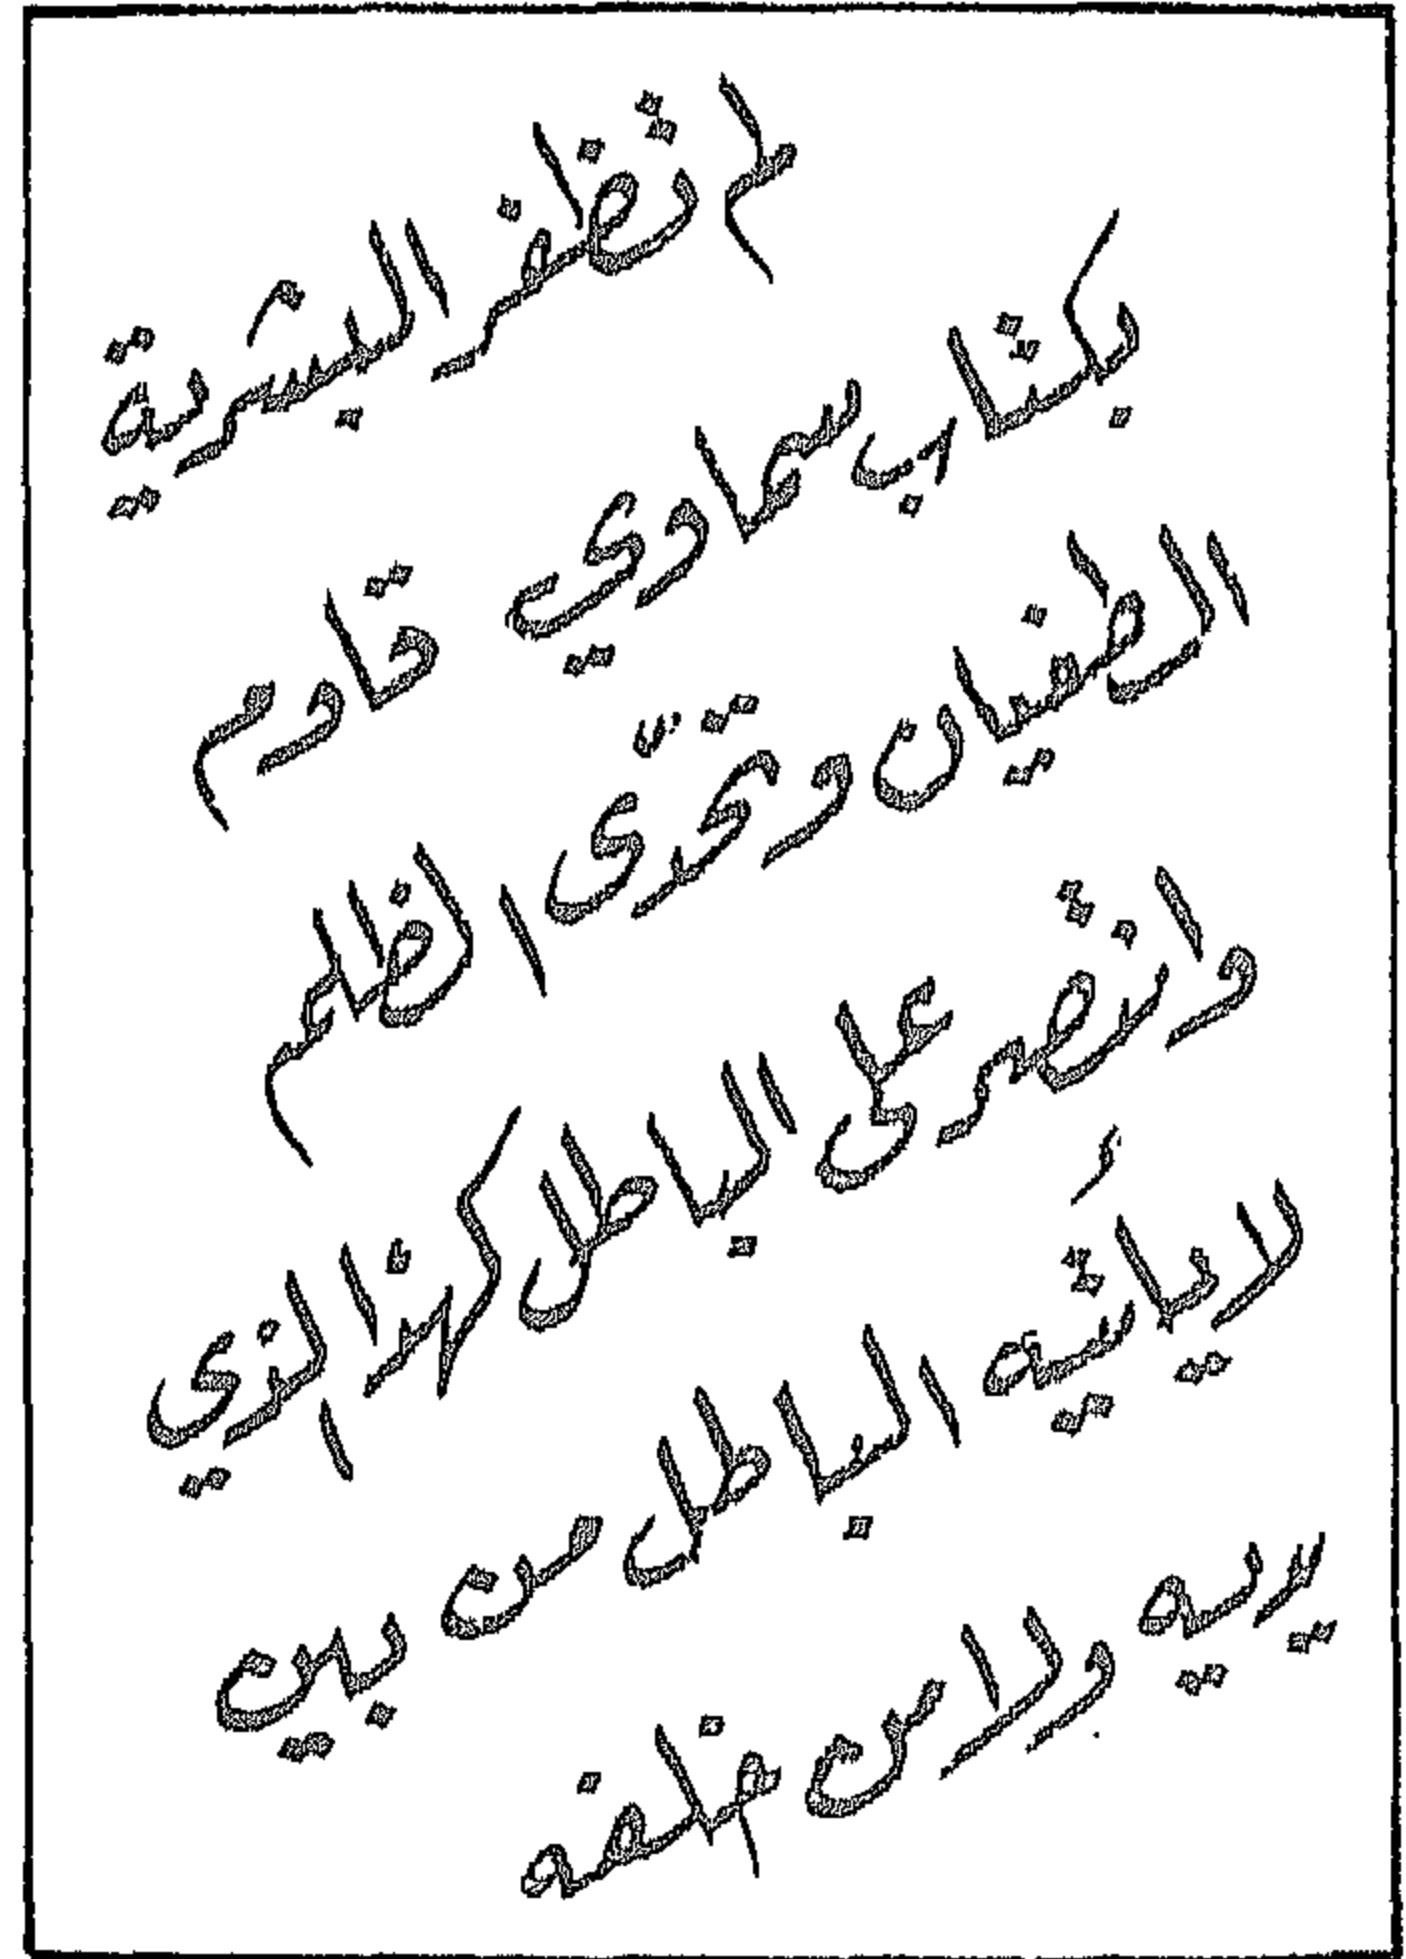 لم تظفر البشرية
بكتاب سماوي قاوم
الطغيان وتحدّى الظلم
وانتصر على الباطل كهذا الذي
لا يأتيه الباطل من بين
يديه ولا من خلفه